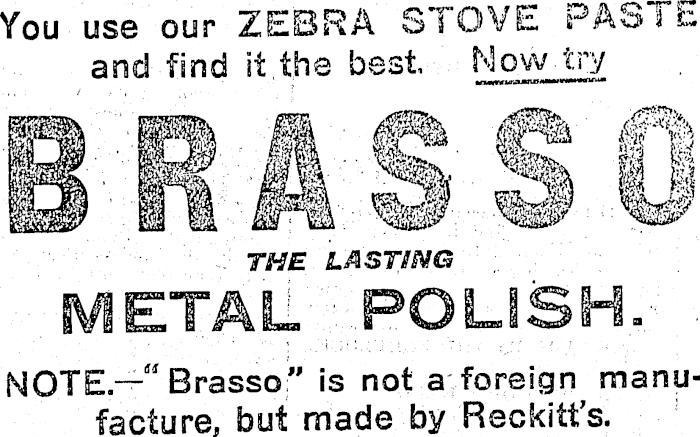 You use our ZEBRA STOVE PASTE
and find it the best. Now try
BRASSO
THE LASTING
METAL POLISH.
NOTE.—“Brasso” is not a foreign manu-
facture, but made by Reckitt's.